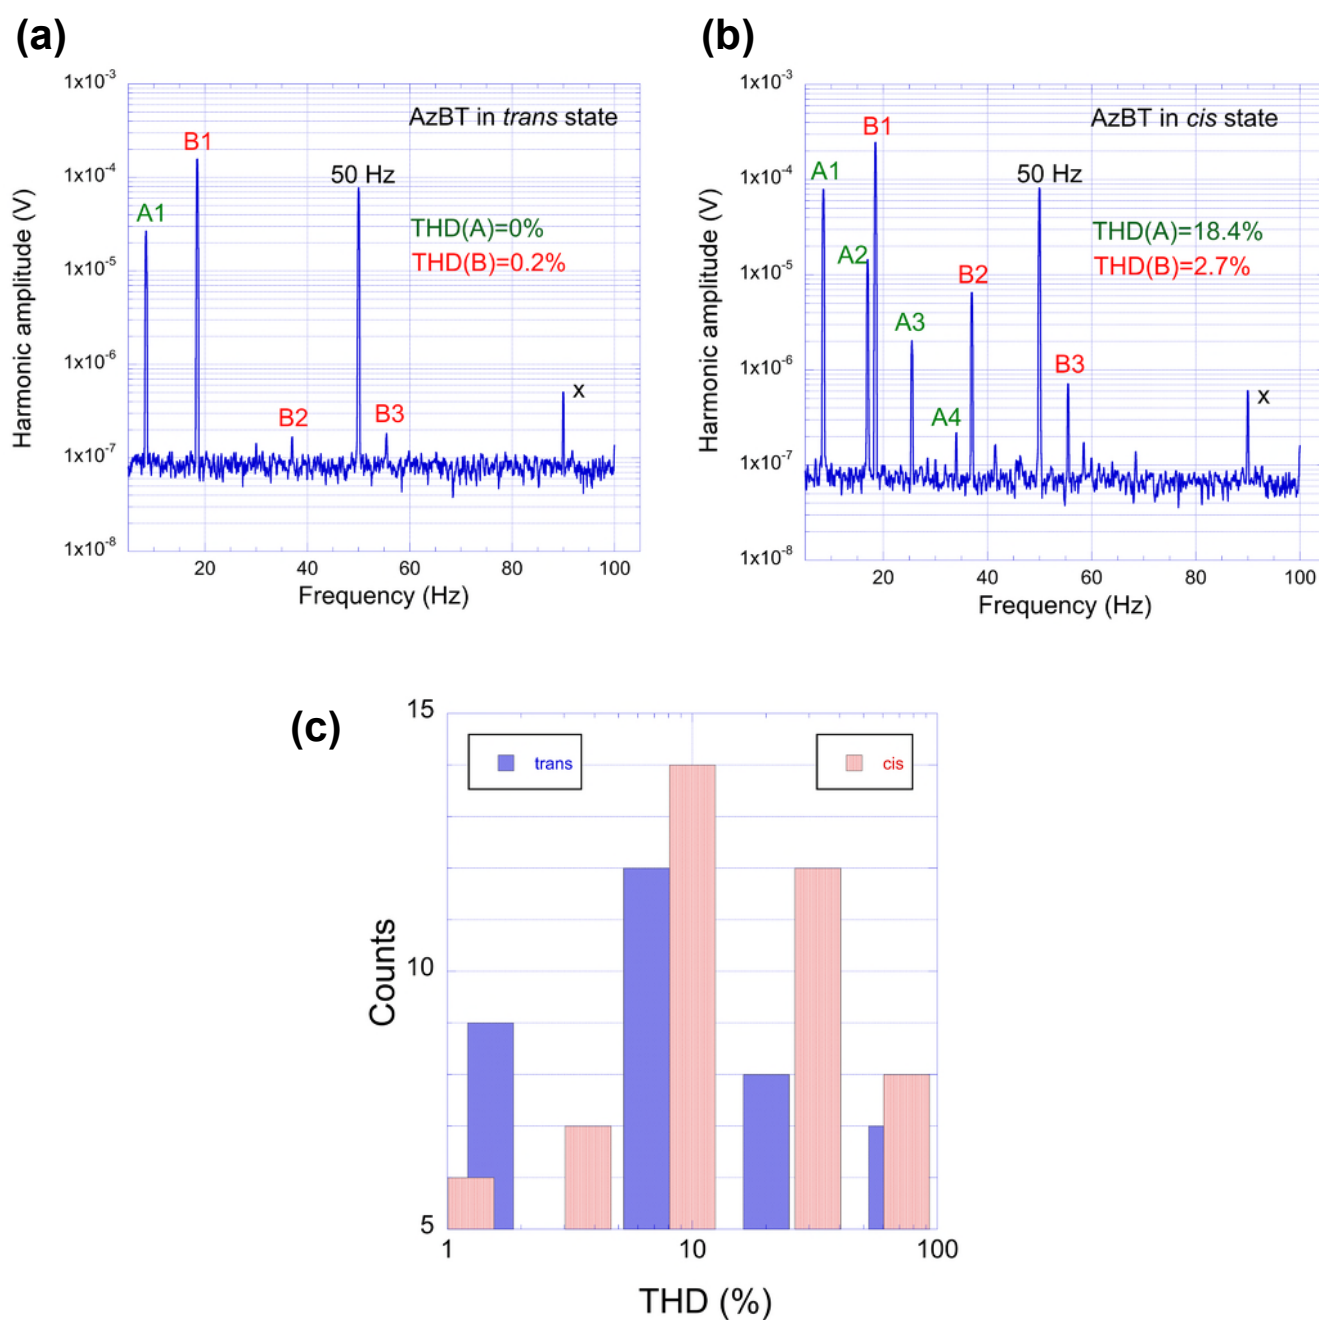 (a)
1x10-3
1x10-4
1x10-5
1x10-6
1x10-7
1x10-8
Harmonic amplitude (V)
AzBT in trans state
A1
B1
50 Hz
THD(A)=0%
THD(B)=0.2%
B2
B3
x
20
40
60
80
100
Frequency (Hz)
(b)
1x10-3
1x10-4
1x10-5
1x10-6
1x10-7
1x10-8
Harmonic amplitude (V)
AzBT in cis state
A1
B1
A2
50 Hz
THD(A)=18.4%
THD(B)=2.7%
B2
A3
B3
A4
x
20
40
60
80
100
Frequency (Hz)
(c)
15
10
5
Counts
trans
cis
1
10
100
THD (%)